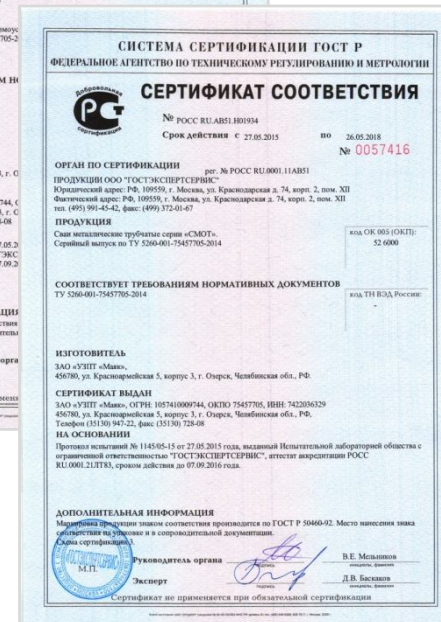 СИСТЕМА СЕРТИФИКАЦИИ ГОСТ Р
ФЕДЕРАЛЬНОЕ АГЕНТСТВО ПО ТЕХНИЧЕСКОМУ РЕГУЛИРОВАНИЮ И МЕТРОЛОГИИ
Добровольная
сертификация
СЕРТИФИКАТ СООТВЕТСТВИЯ
№ РОСС RU.АВ51.Н01934
Срок действия с 27.05.2015 по 26.05.2018
№ 0057416
ОРГАН ПО СЕРТИФИКАЦИИ рег. № РОСС RU.0001.11АВ51
ПРОДУКЦИИ ООО "ГОСТЭКСПЕРТСЕРВИС"
Юридический адрес: РФ, 109559, г. Москва, ул. Краснодарская д. 74, корп. 2, пом. XII
Фактический адрес: РФ, 109559, г. Москва, ул. Краснодарская д. 74, корп. 2, пом. XII
тел. (495) 991-45-42, факс: (499) 372-01-67
ПРОДУКЦИЯ
Сваи металлические трубчатые серии «СМОТ».
Серийный выпуск по ТУ 5260-001-75457705-2014
код ОК 005 (ОКП):
52 6000
СООТВЕТСТВУЕТ ТРЕБОВАНИЯМ НОРМАТИВНЫХ ДОКУМЕНТОВ
ТУ 5260-001-75457705-2014
код ТН ВЭД России:
-
ИЗГОТОВИТЕЛЬ
ЗАО «УЗПТ «Маяк»,
456780, ул. Красноармейская 5, корпус 3, г. Озерск, Челябинская обл., РФ.
СЕРТИФИКАТ ВЫДАН
ЗАО «УЗПТ «Маяк», ОГРН: 1057410009744, ОКПО 75457705, ИНН: 7422036329
456780, ул. Красноармейская 5, корпус 3, г. Озерск, Челябинская обл., РФ,
Телефон (35130) 947-22, факс (35130) 728-08
НА ОСНОВАНИИ
Протокол испытаний № 1145/05-15 от 27.05.2015 года, выданный Испытательной лабораторией общества с
ограниченной ответственностью "ГОСТЭКСПЕРТСЕРВИС", аттестат аккредитации РОСС
RU.0001.21ЛТ83, сроком действия до 07.09.2016 года.
ДОПОЛНИТЕЛЬНАЯ ИНФОРМАЦИЯ
Маркировка продукции знаком соответствия производится по ГОСТ Р 50460-92. Место нанесения знака
соответствия на упаковке и в сопроводительной документации.
Схема сертификации 3.
М.П.
Руководитель органа
подпись
В.Е. Мельников
инициалы, фамилия
Эксперт
подпись
Д.В. Баскаков
инициалы, фамилия
Сертификат не применяется при обязательной сертификации